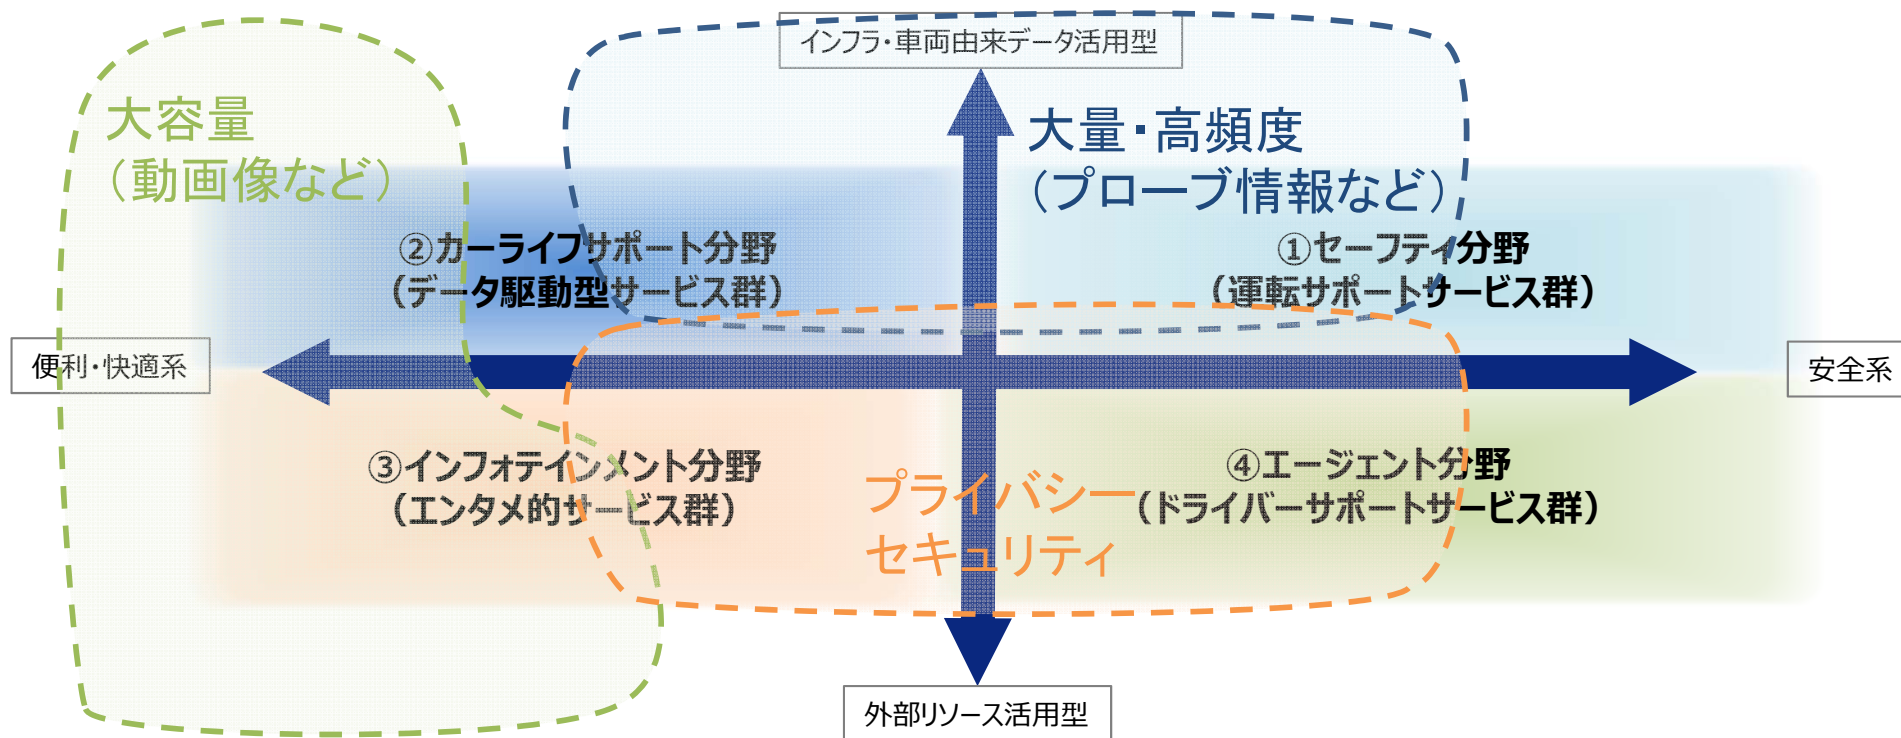 インフラ・車両由来データ活用型
大容量
（動画像など）
大量・高頻度
（プローブ情報など）
②カーライフサポート分野
（データ駆動型サービス群）
①セーフティ分野
（運転サポートサービス群）
便利・快適系
安全系
③インフォテインメント分野
（エンタメ的サービス群）
プライバシー
セキュリティ
④エージェント分野
（ドライバーサポートサービス群）
外部リソース活用型